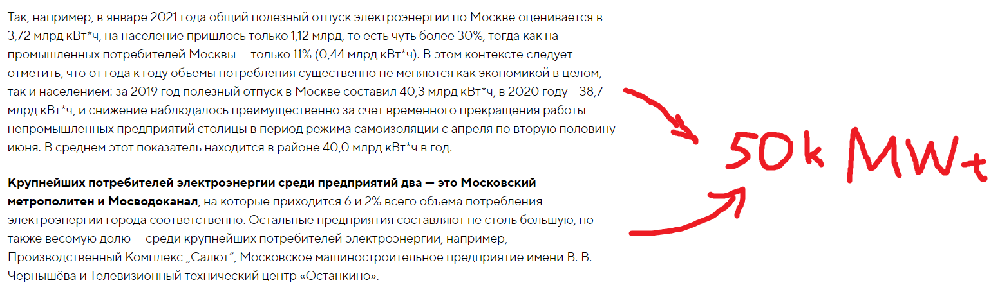 Так, например, в январе 2021 года общий полезный отпуск электроэнергии по Москве оценивается в
3,72 млрд кВт*ч, на население пришлось только 1,12 млрд, то есть чуть более 30%, тогда как на
промышленных потребителей Москвы — только 11% (0,44 млрд кВт*ч). В этом контексте следует
отметить, что от года к году объемы потребления существенно не меняются как экономикой в целом,
так и населением: за 2019 год полезный отпуск в Москве составил 40,3 млрд кВт*ч, в 2020 году – 38,7
млрд кВт*ч, и снижение наблюдалось преимущественно за счет временного прекращения работы
непромышленных предприятий столицы в период режима самоизоляции с апреля по вторую половину
июня. В среднем этот показатель находится в районе 40,0 млрд кВт*ч в год.
Крупнейших потребителей электроэнергии среди предприятий два — это Московский
метрополитен и Мосводоканал, на которые приходится 6 и 2% всего объема потребления
электроэнергии города соответственно. Остальные предприятия составляют не столь большую, но
также весомую долю — среди крупнейших потребителей электроэнергии, например,
Производственный Комплекс „Салют“, Московское машиностроительное предприятие имени В. В.
Чернышёва и Телевизионный технический центр «Останкино».
50k MWt